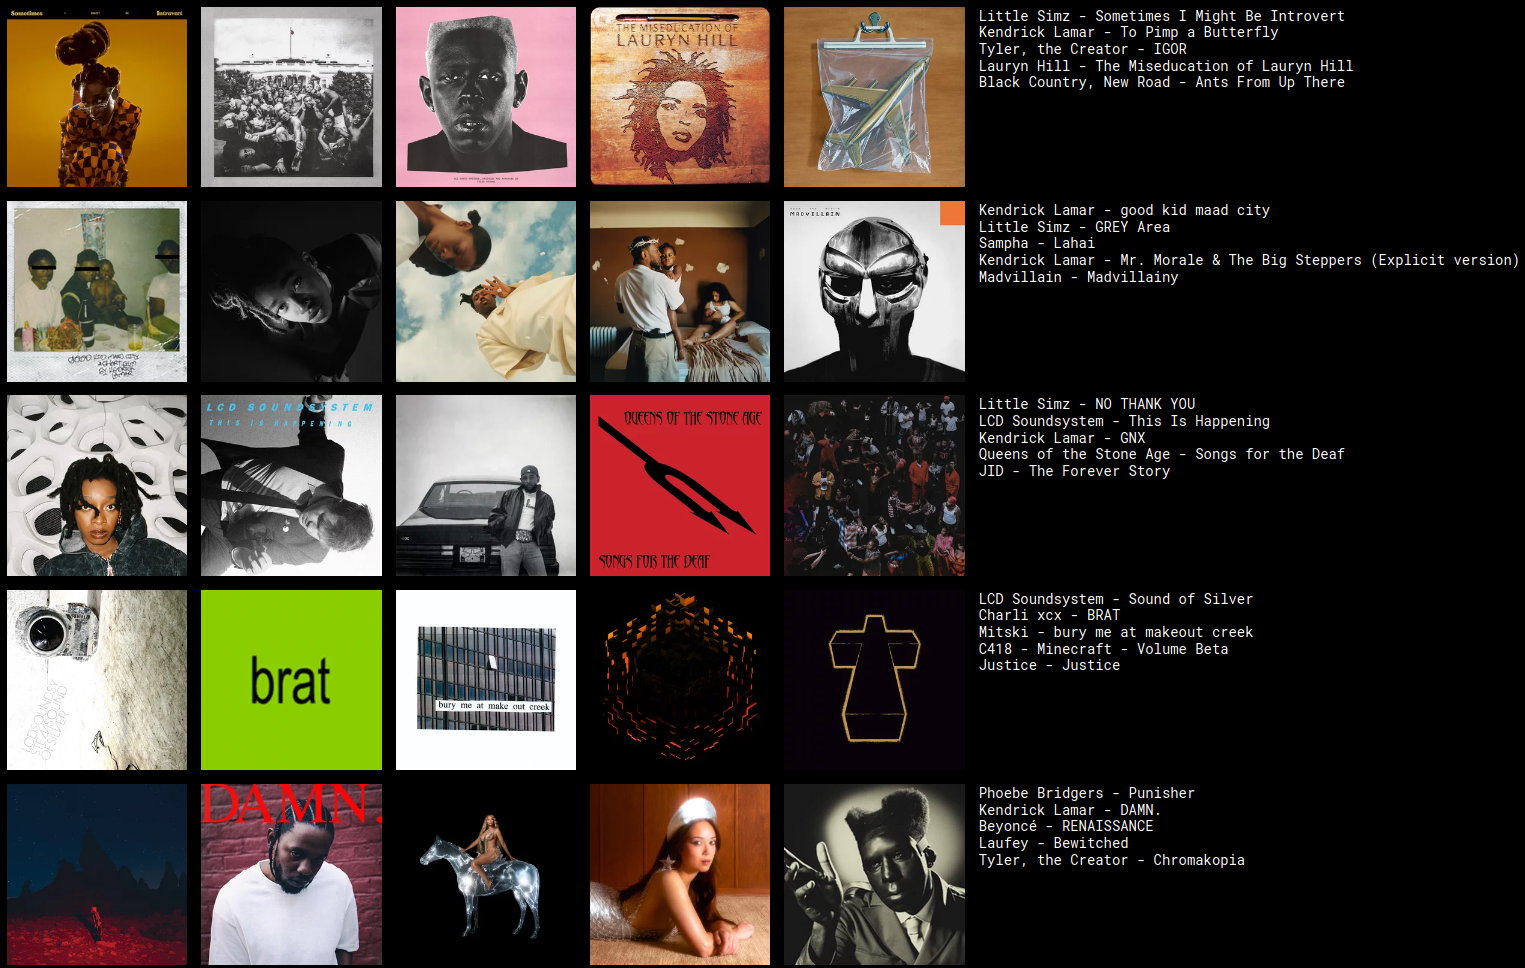 Sometimes I MIGHT BE Introvert
THE MISEDUCATION OF
LAURYN HILL
Little Simz - Sometimes I Might Be Introvert
Kendrick Lamar - To Pimp a Butterfly
Tyler, the Creator - IGOR
Lauryn Hill - The Miseducation of Lauryn Hill
Black Country, New Road - Ants From Up There
good kid maad city
MADVILLAIN
Kendrick Lamar - good kid maad city
Little Simz - GREY Area
Sampha - Lahai
Kendrick Lamar - Mr. Morale & The Big Steppers (Explicit version)
Madvillain - Madvillainy
LCD SOUNDSYSTEM
THIS IS HAPPENING
QUEENS OF THE STONE AGE
SONGS FOR THE DEAF
Little Simz - NO THANK YOU
LCD Soundsystem - This Is Happening
Kendrick Lamar - GNX
Queens of the Stone Age - Songs for the Deaf
JID - The Forever Story
brat
bury me at make out creek
LCD Soundsystem - Sound of Silver
Charli xcx - BRAT
Mitski - bury me at makeout creek
C418 - Minecraft - Volume Beta
Justice - Justice
DAMN.
Phoebe Bridgers - Punisher
Kendrick Lamar - DAMN.
Beyoncé - RENAISSANCE
Laufey - Bewitched
Tyler, the Creator - Chromakopia